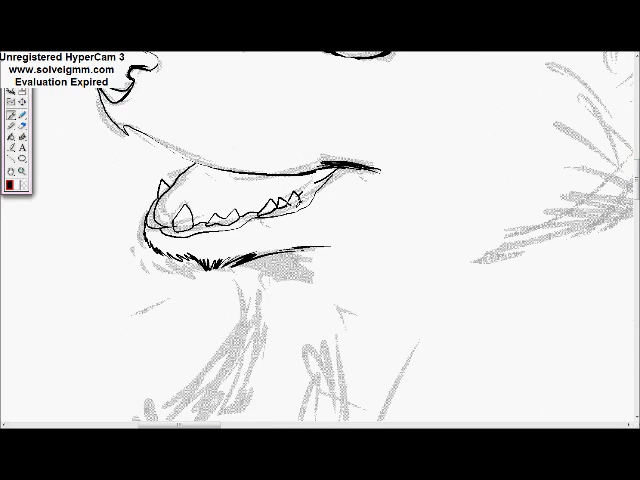 Unregistered HyperCam 3
www.solveigmm.com
Evaluation Expired
A